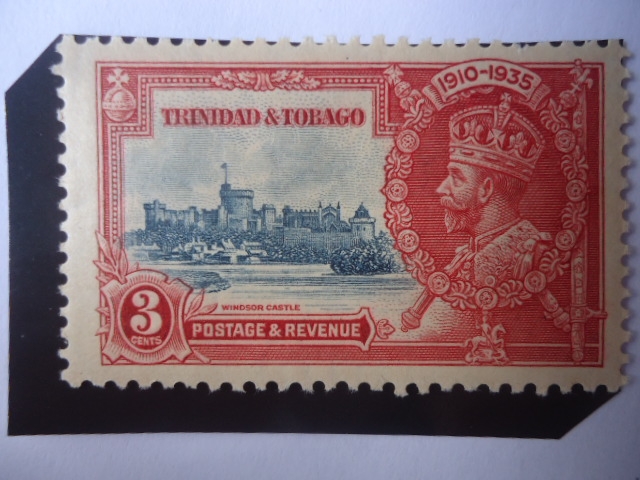 1910-1935
TRINIDAD & TOBAGO
WINDSOR CASTLE
3
CENTS
POSTAGE & REVENUE